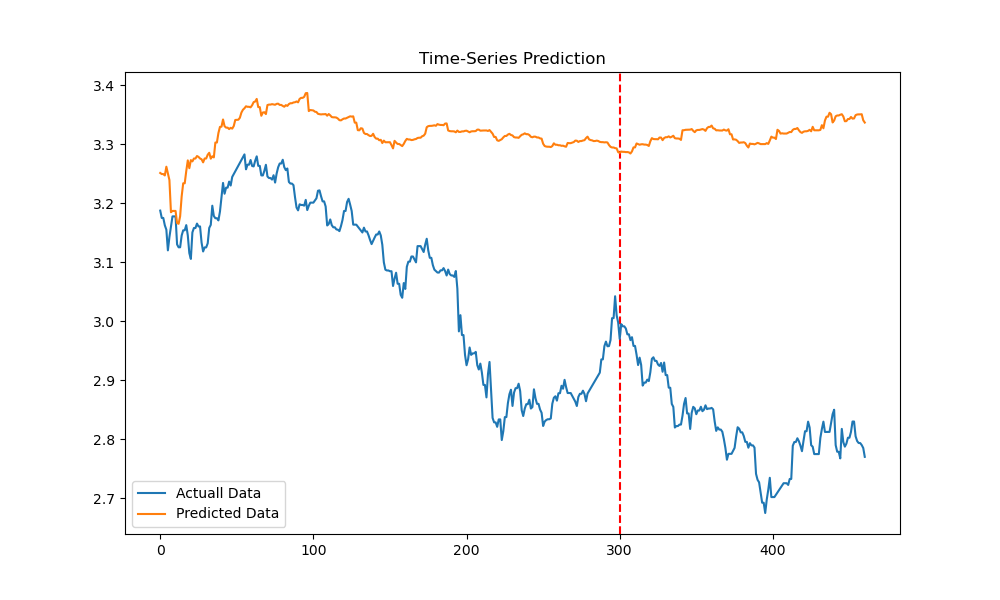 Time-Series Prediction
3.4
3.3
3.2
3.1
3.0
2.9
2.8
2.7
Actuall Data
Predicted Data
0 100 200 300 400